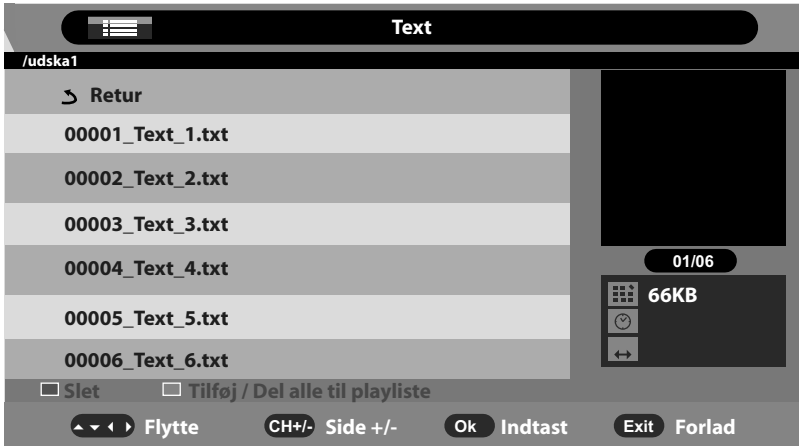 Text
/udska1
Retur
00001_Text_1.txt
00002_Text_2.txt
00003_Text_3.txt
00004_Text_4.txt
00005_Text_5.txt
00006_Text_6.txt
01/06
66KB
Slet Tilføj / Del alle til playliste
Flytte CH+/- Side +/- Ok Indtast Exit Forlad